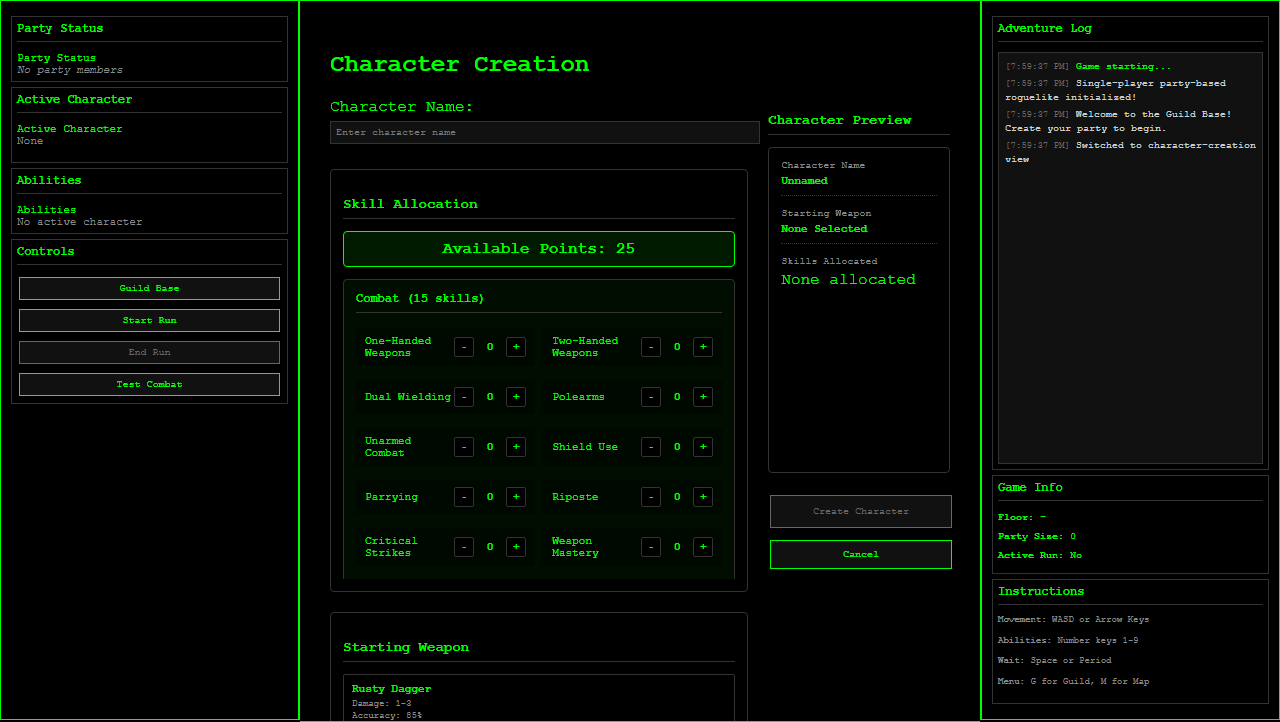 Party Status
Party Status
No party members
Active Character
Active Character
None
Abilities
Abilities
No active character
Controls
Guild Base
Start Run
End Run
Test Combat
Character Creation
Character Name:
Enter character name
Skill Allocation
Available Points: 25
Combat (15 skills)
One-Handed Weapons - 0 +
Two-Handed Weapons - 0 +
Dual Wielding - 0 +
Polearms - 0 +
Unarmed Combat - 0 +
Shield Use - 0 +
Parrying - 0 +
Riposte - 0 +
Critical Strikes - 0 +
Weapon Mastery - 0 +
Starting Weapon
Rusty Dagger
Damage: 1-3
Accuracy: 85%
Character Preview
Character Name
Unnamed
Starting Weapon
None Selected
Skills Allocated
None allocated
Create Character
Cancel
Adventure Log
[7:59:37 PM] Game starting...
[7:59:37 PM] Single-player party-based
roguelike initialized!
[7:59:37 PM] Welcome to the Guild Base!
Create your party to begin.
[7:59:37 PM] Switched to character-creation
view
Game Info
Floor: -
Party Size: 0
Active Run: No
Instructions
Movement: WASD or Arrow Keys
Abilities: Number keys 1-9
Wait: Space or Period
Menu: G for Guild, M for Map